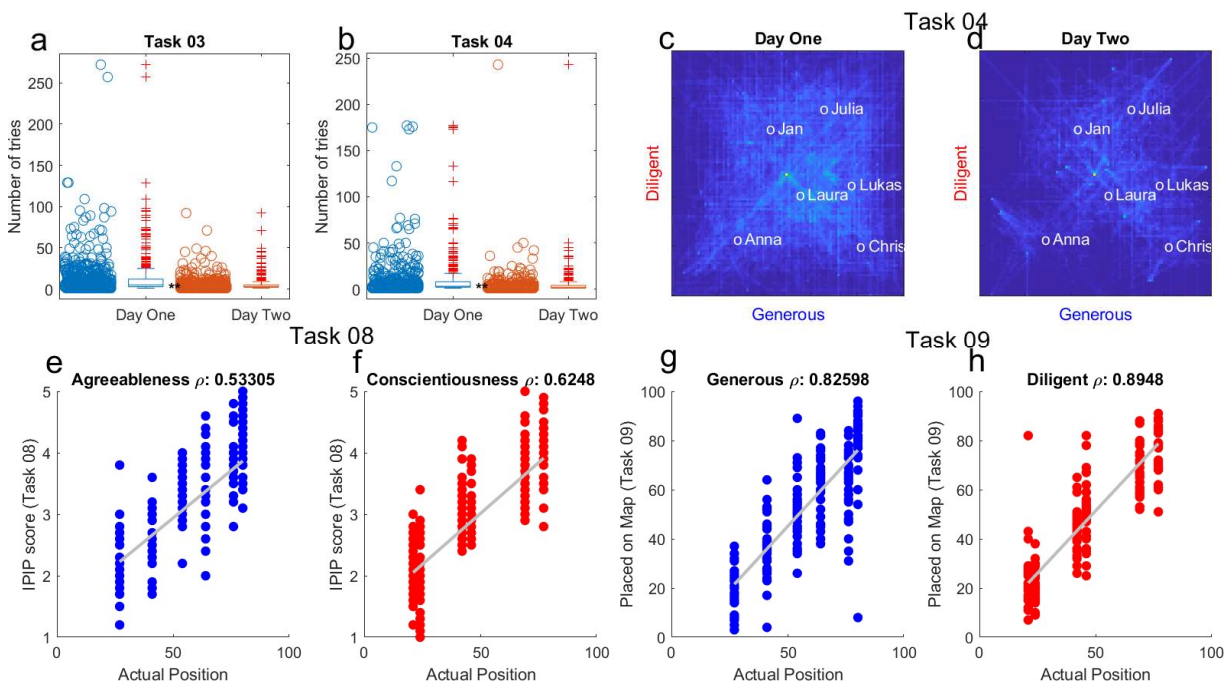 Task 04
a Task 03
b Task 04
c Day One
d Day Two
Number of tries
250
200
150
100
50
0
**
Day One Day Two
Number of tries
250
200
150
100
50
0
**
Day One Day Two
Diligent
Julia
Jan
Lukas
Laura
Anna
Chris
Generous
Diligent
Julia
Jan
Lukas
Laura
Anna
Chris
Generous
Task 08
Task 09
e Agreeableness ρ: 0.53305
IPIP score (Task 08)
5
4
3
2
1
0 50 100
Actual Position
f Conscientiousness ρ: 0.6248
IPIP score (Task 08)
5
4
3
2
1
0 50 100
Actual Position
g Generous ρ: 0.82598
Placed on Map (Task 09)
100
80
60
40
20
0
0 50 100
Actual Position
h Diligent ρ: 0.8948
Placed on Map (Task 09)
100
80
60
40
20
0
0 50 100
Actual Position